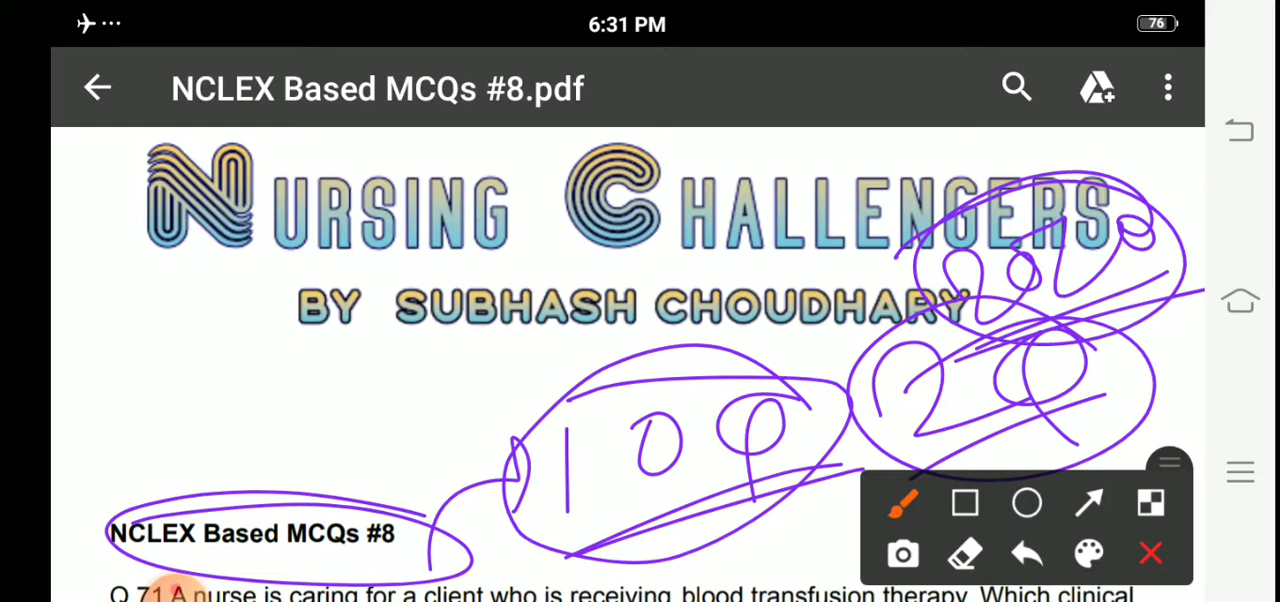 6:31 PM
76
NCLEX Based MCQs #8.pdf
NURSING CHALLENGERS
BY SUBHASH CHOUDHARY
NCLEX Based MCQs #8
Q 71 A nurse is caring for a client who is receiving blood transfusion therapy. Which clinical